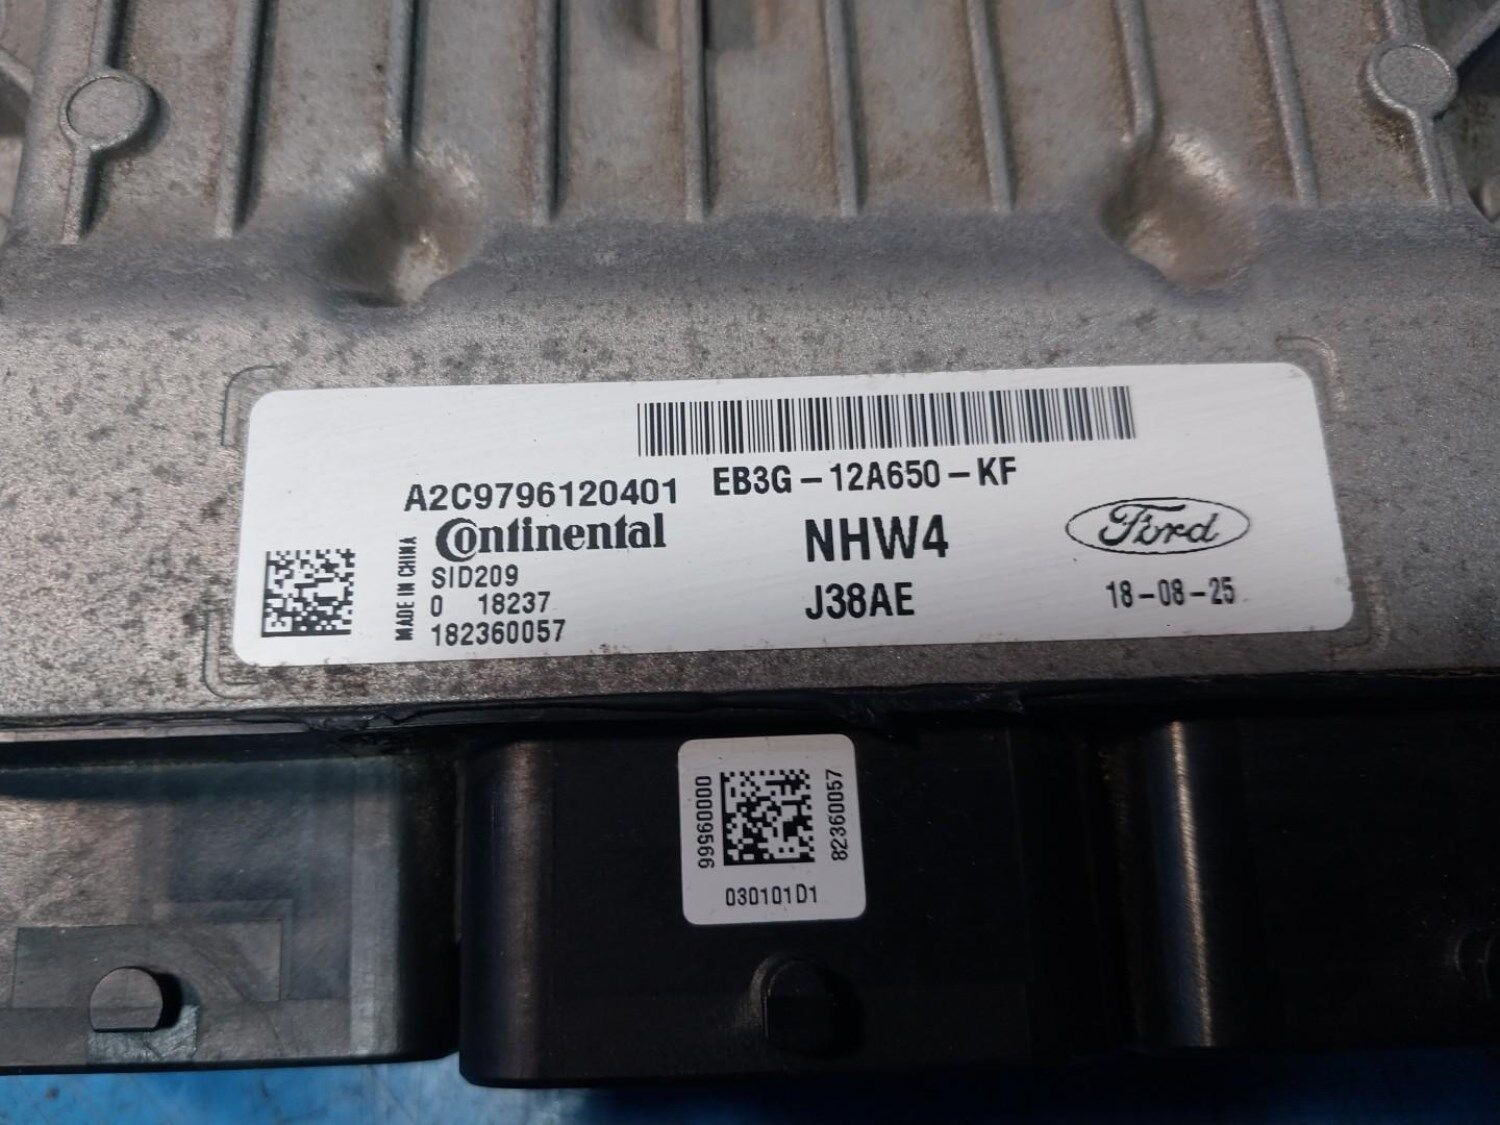 A2C9796120401
EB3G-12A650-KF
Continental
NHW4
Ford
MADE IN CHINA
SID209
0 18237
J38AE
18-08-25
182360057
00009566
82360057
030101D1